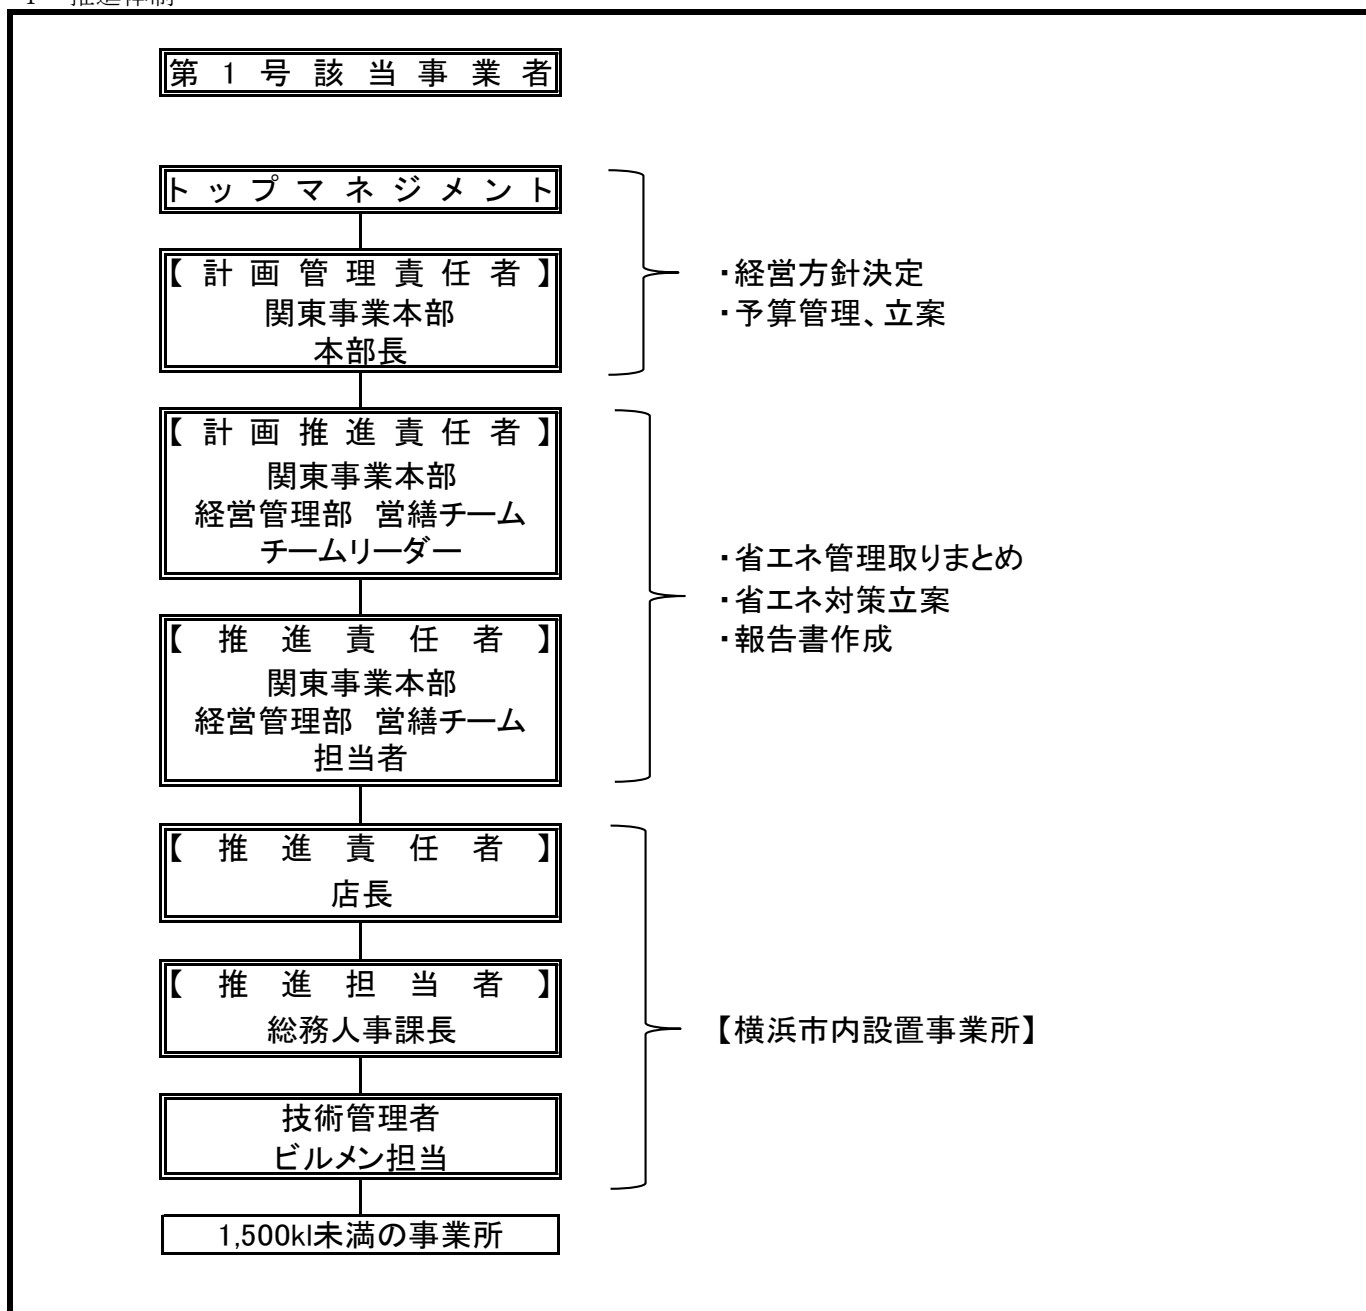 第1号該当事業者
トップマネジメント
【計画管理責任者】
関東事業本部
本部長
・経営方針決定
・予算管理、立案
【計画推進責任者】
関東事業本部
経営管理部　営繕チーム
チームリーダー
【推進責任者】
関東事業本部
経営管理部　営繕チーム
担当者
・省エネ管理取りまとめ
・省エネ対策立案
・報告書作成
【推進責任者】
店長
【推進担当者】
総務人事課長
技術管理者
ビルメン担当
【横浜市内設置事業所】
1,500kl未満の事業所